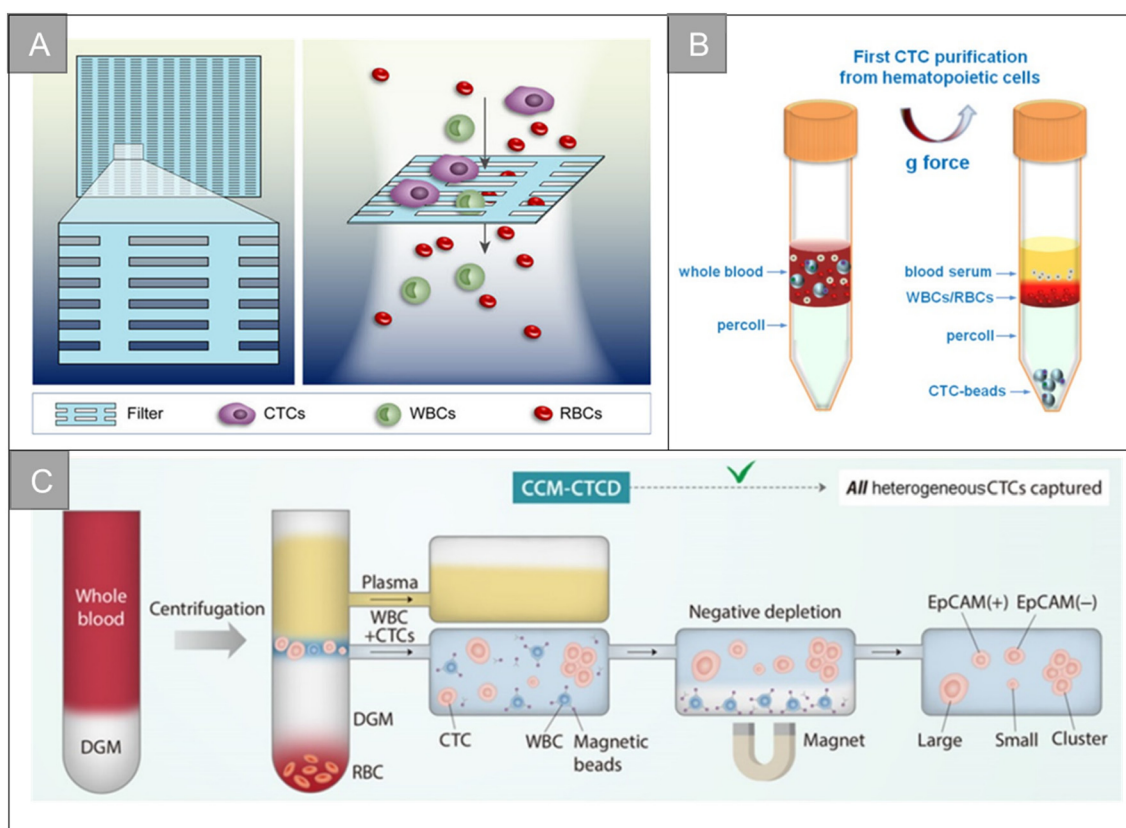 A
Filter
CTCs
WBCs
RBCs
B
First CTC purification
from hematopoietic cells
g force
whole blood
percoll
blood serum
WBCs/RBCs
percoll
CTC-beads
C
CCM-CTCD
All heterogeneous CTCs captured
Whole
blood
DGM
Centrifugation
Plasma
WBC
+CTCs
DGM
RBC
CTC
WBC
Magnetic
beads
Negative depletion
Magnet
EpCAM(+)
EpCAM(–)
Large
Small
Cluster